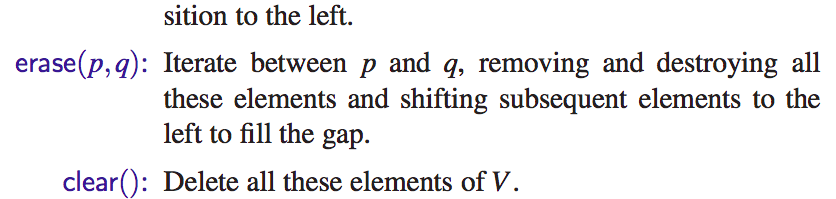 sition to the left.
erase(p,q): Iterate between p and q, removing and destroying all
these elements and shifting subsequent elements to the
left to fill the gap.
clear(): Delete all these elements of V.